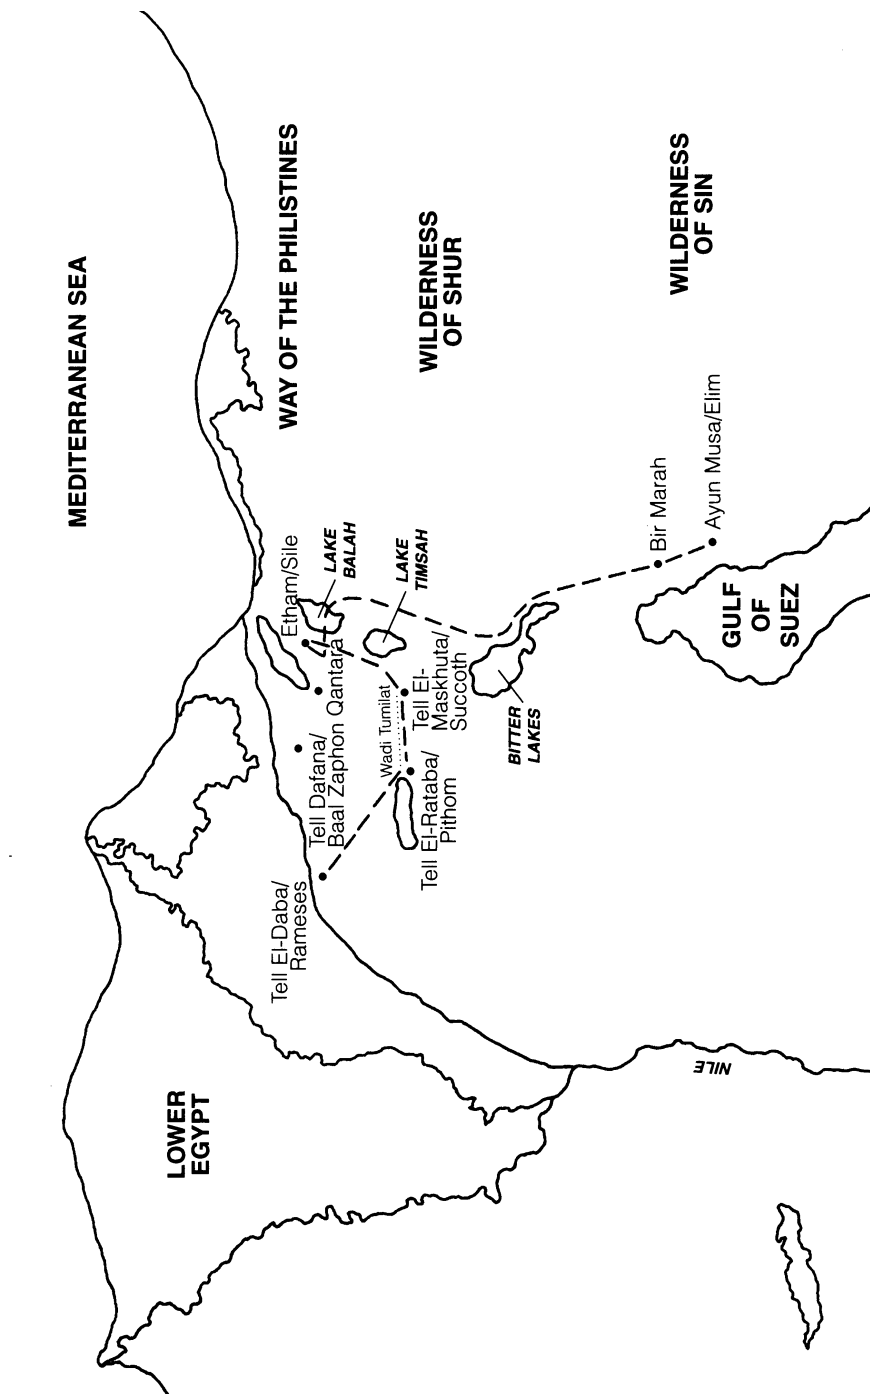 MEDITERRANEAN SEA
WAY OF THE PHILISTINES
WILDERNESS
OF SHUR
WILDERNESS
OF SIN
Etham/Sile
LAKE
BALAH
LAKE
TIMSAH
Bir Marah
Ayun Musa/Elim
GULF
OF
SUEZ
Tell Dafana/
Baal Zaphon Qantara
Wadi Tumilat
Tell El-
Maskhuta/
Succoth
BITTER
LAKES
Tell El-Rataba/
Pithom
Tell El-Daba/
Rameses
LOWER
EGYPT
NILE